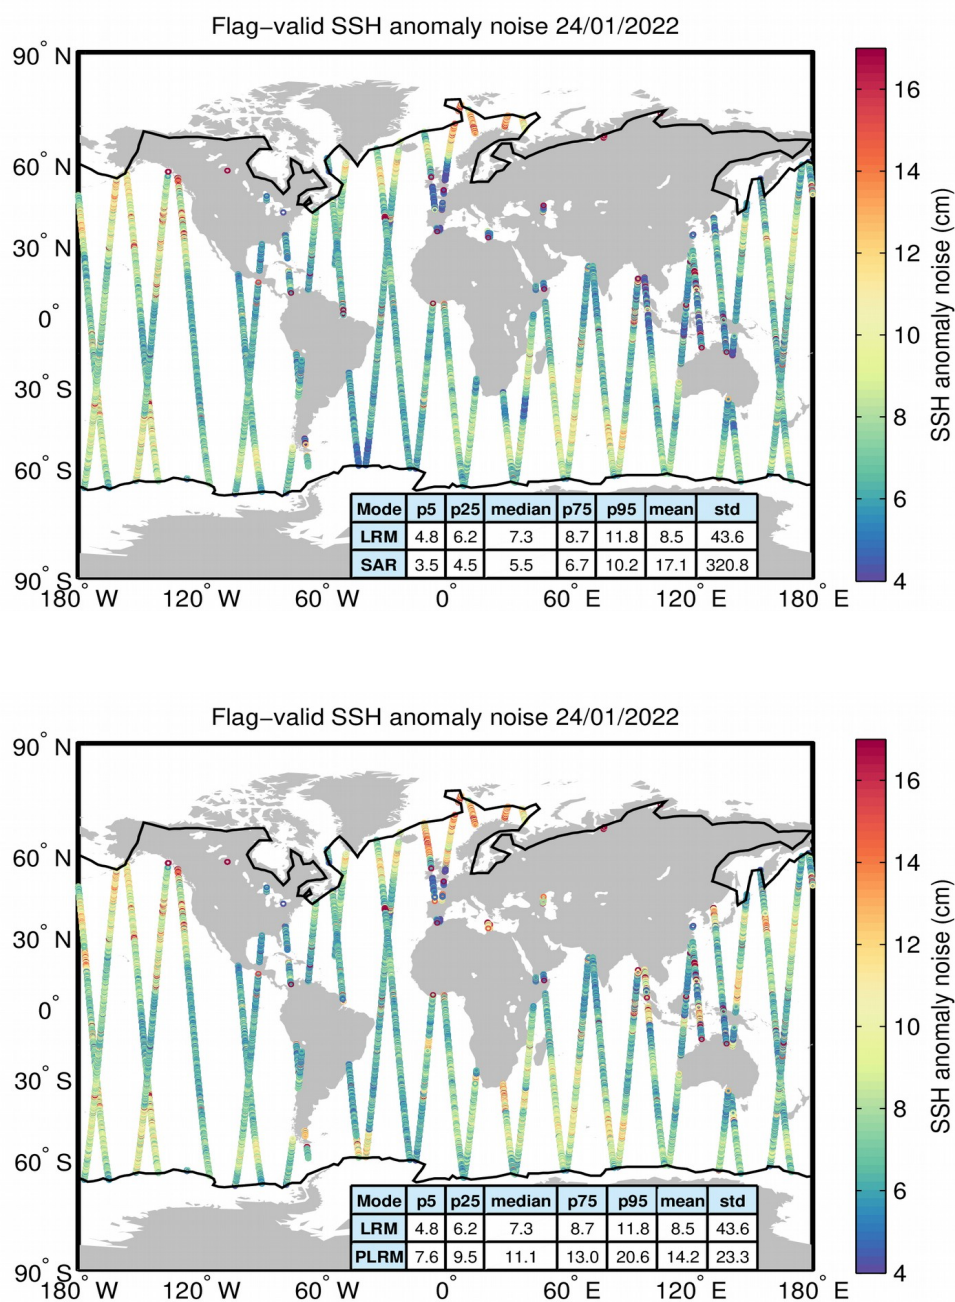 Flag−valid SSH anomaly noise 24/01/2022
90° N
60° N
30° N
0°
30° S
60° S
90° S
180° W 120° W 60° W 0° 60° E 120° E 180° E
Mode p5 p25 median p75 p95 mean std
LRM 4.8 6.2 7.3 8.7 11.8 8.5 43.6
SAR 3.5 4.5 5.5 6.7 10.2 17.1 320.8
16
14
12
10
8
6
4
SSH anomaly noise (cm)
Flag−valid SSH anomaly noise 24/01/2022
90° N
60° N
30° N
0°
30° S
60° S
90° S
180° W 120° W 60° W 0° 60° E 120° E 180° E
Mode p5 p25 median p75 p95 mean std
LRM 4.8 6.2 7.3 8.7 11.8 8.5 43.6
PLRM 7.6 9.5 11.1 13.0 20.6 14.2 23.3
16
14
12
10
8
6
4
SSH anomaly noise (cm)